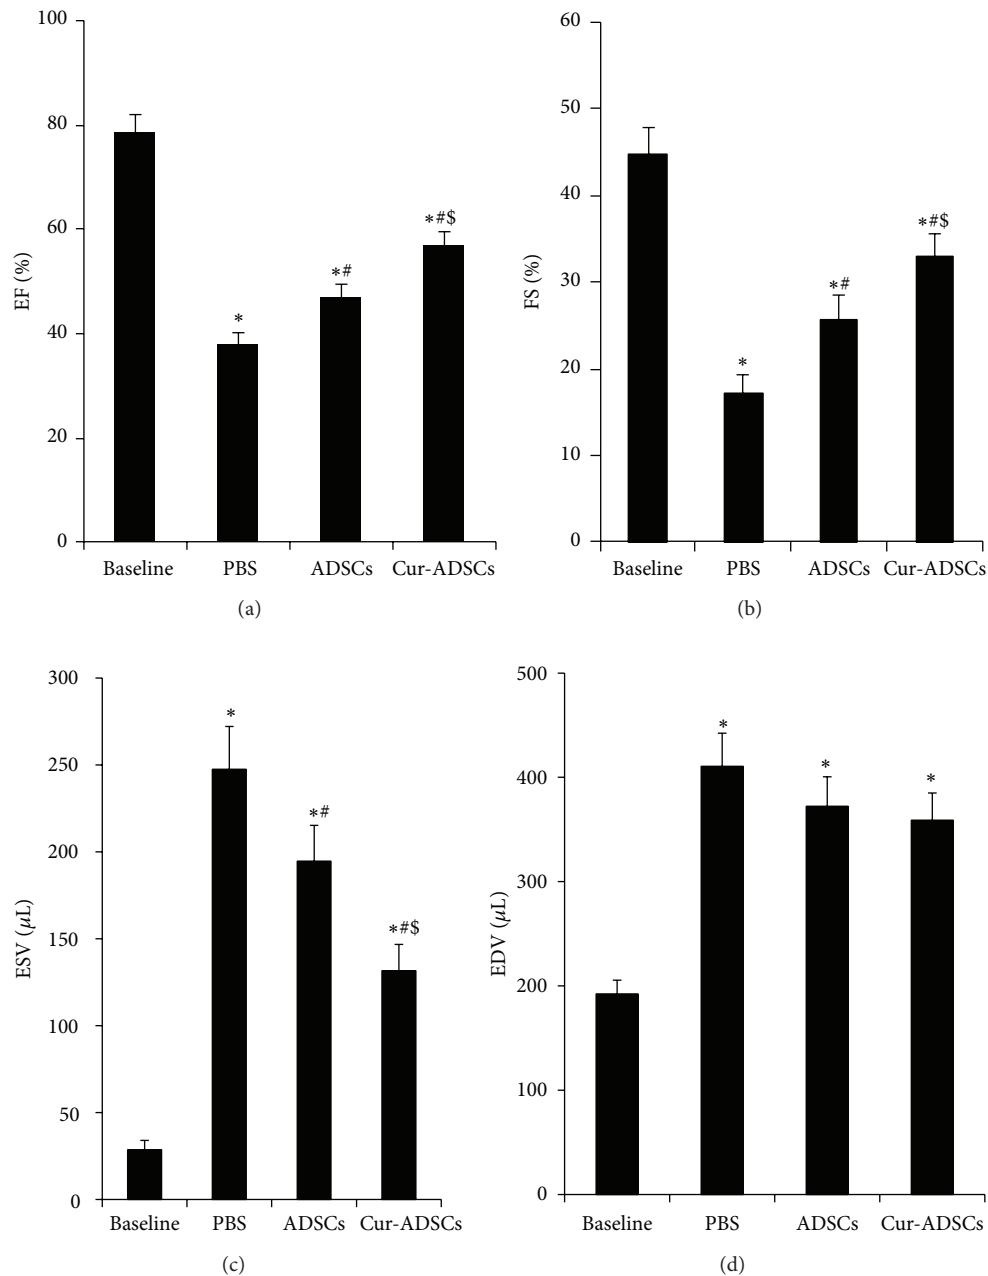 100
80
60
40
20
0
EF (%)
*
*#
*#$
Baseline
PBS
ADSCs
Cur-ADSCs
(a)
60
50
40
30
20
10
0
FS (%)
*
*#
*#$
Baseline
PBS
ADSCs
Cur-ADSCs
(b)
300
250
200
150
100
50
0
ESV (μL)
*
*#
*#$
Baseline
PBS
ADSCs
Cur-ADSCs
(c)
500
400
300
200
100
0
EDV (μL)
*
*
*
Baseline
PBS
ADSCs
Cur-ADSCs
(d)